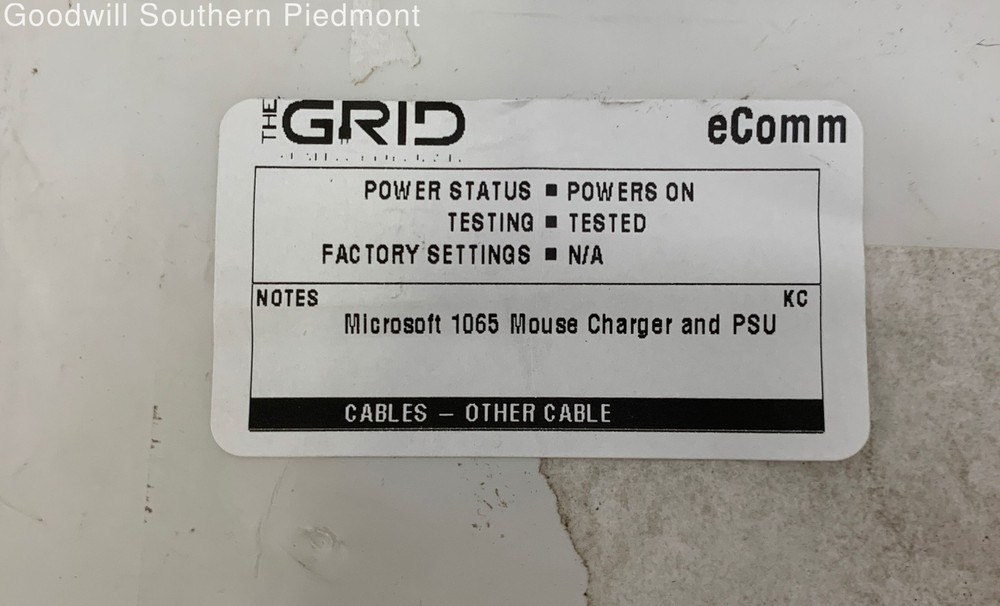 Goodwill Southern Piedmont
THE GRID
eComm
POWER STATUS ■ POWERS ON
TESTING ■ TESTED
FACTORY SETTINGS ■ N/A
NOTES KC
Microsoft 1065 Mouse Charger and PSU
CABLES – OTHER CABLE